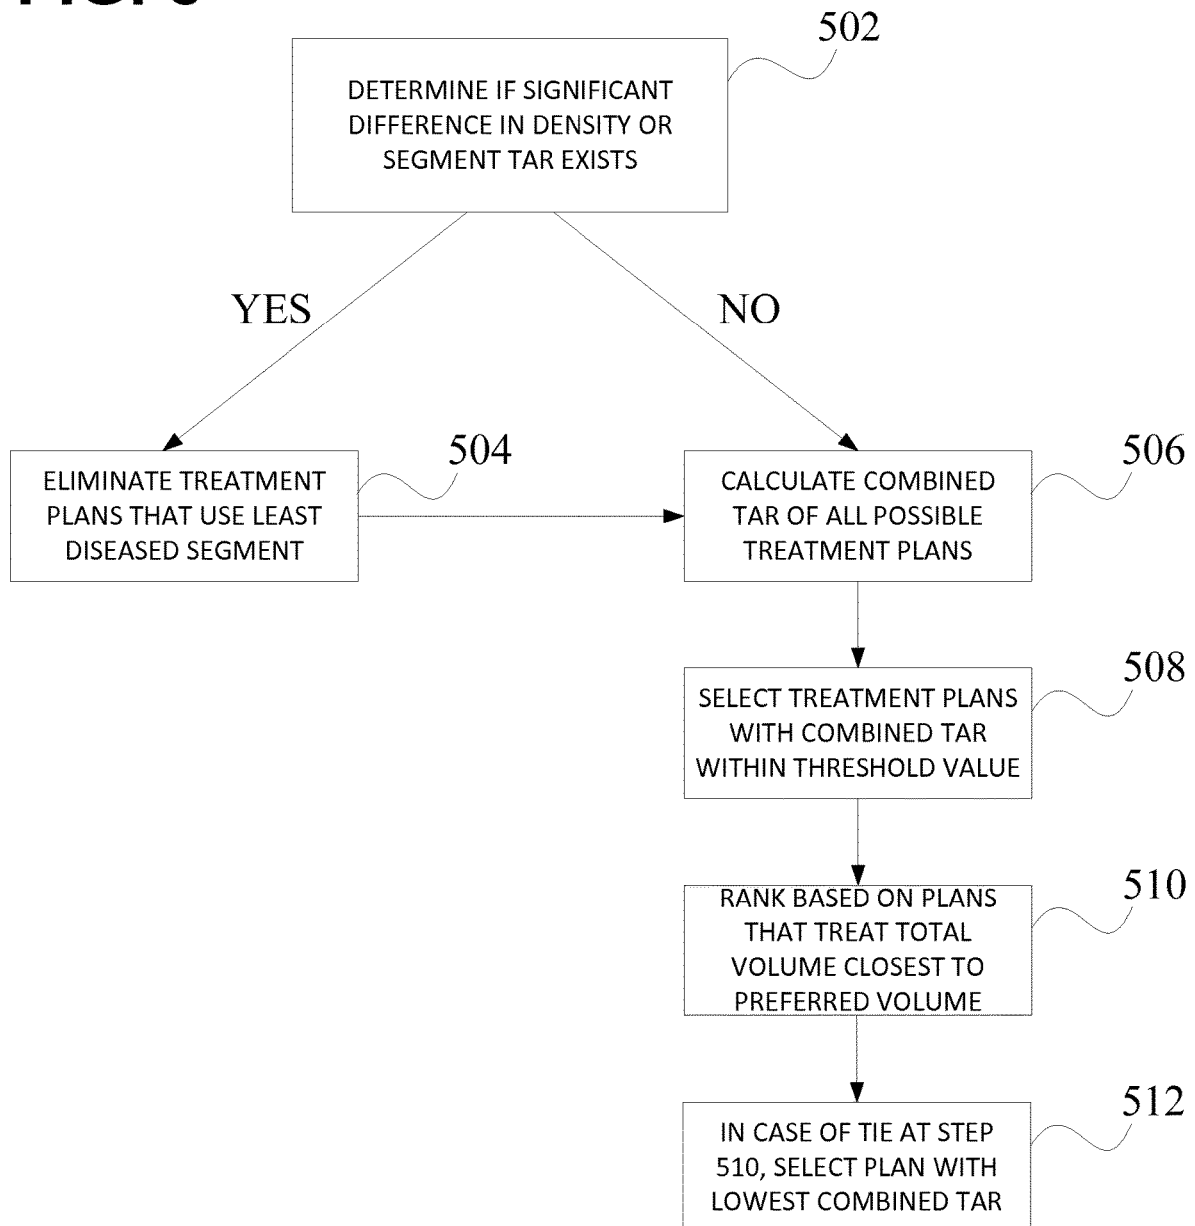 502
DETERMINE IF SIGNIFICANT
DIFFERENCE IN DENSITY OR
SEGMENT TAR EXISTS
YES
NO
504
ELIMINATE TREATMENT
PLANS THAT USE LEAST
DISEASED SEGMENT
506
CALCULATE COMBINED
TAR OF ALL POSSIBLE
TREATMENT PLANS
508
SELECT TREATMENT PLANS
WITH COMBINED TAR
WITHIN THRESHOLD VALUE
510
RANK BASED ON PLANS
THAT TREAT TOTAL
VOLUME CLOSEST TO
PREFERRED VOLUME
512
IN CASE OF TIE AT STEP
510, SELECT PLAN WITH
LOWEST COMBINED TAR